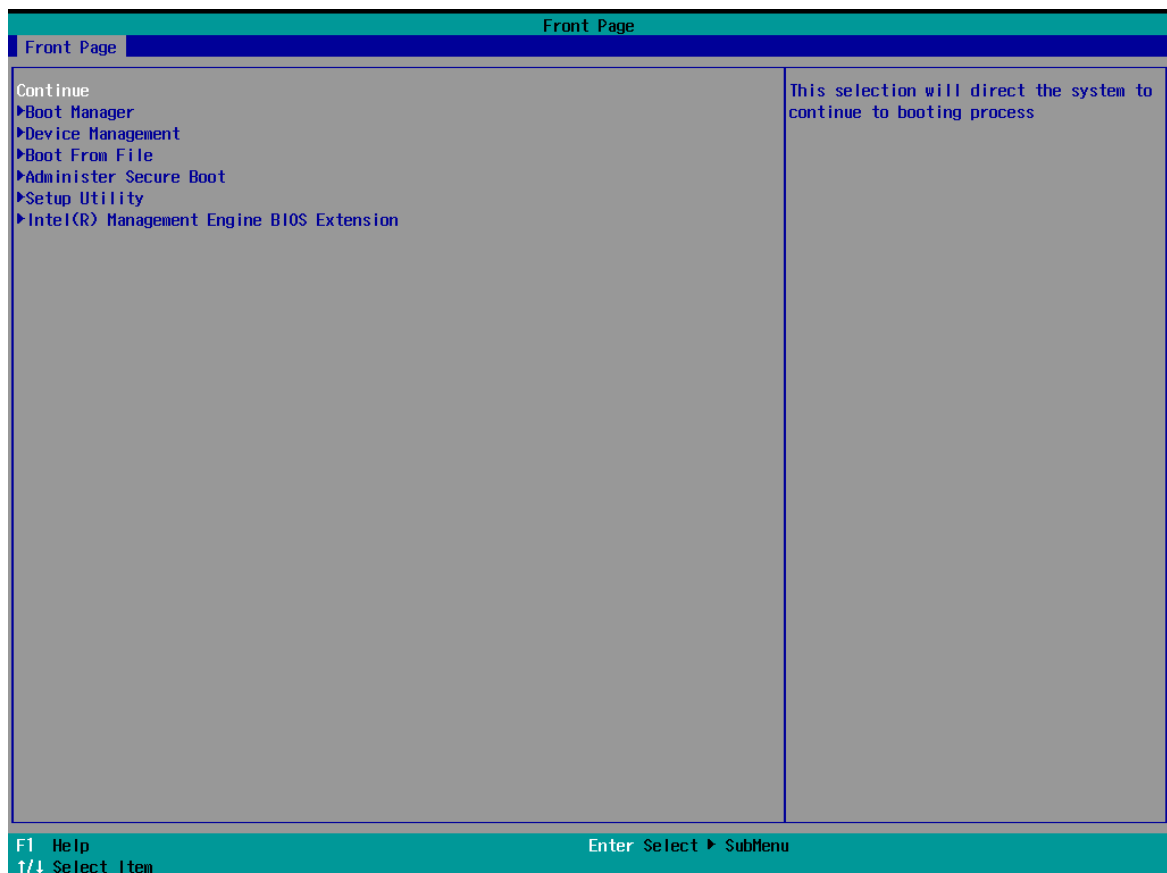 Front Page
Front Page
Continue
▶Boot Manager
▶Device Management
▶Boot From File
▶Administer Secure Boot
▶Setup Utility
▶Intel(R) Management Engine BIOS Extension
This selection will direct the system to
continue to booting process
F1 Help
Enter Select ▶ SubMenu
↑/↓ Select Item